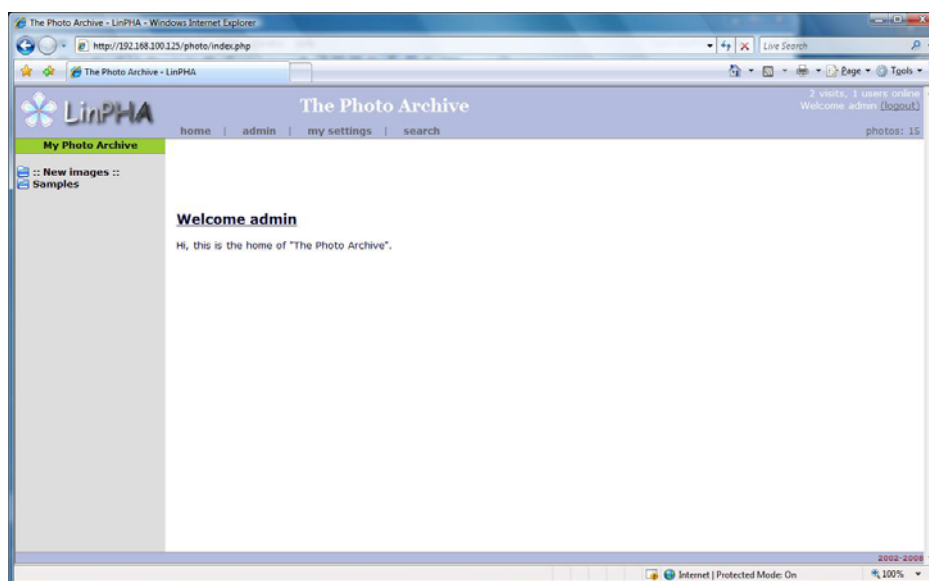 The Photo Archive - LinPHA - Windows Internet Explorer
http://192.168.100.125/photo/index.php
Live Search
The Photo Archive - LinPHA
Page
Tools
LinPHA
The Photo Archive
2 visits, 1 users online
Welcome admin (logout)
home | admin | my settings | search
photos: 15
My Photo Archive
:: New images ::
Samples
Welcome admin
Hi, this is the home of "The Photo Archive".
2002-2008
Internet | Protected Mode: On
100%